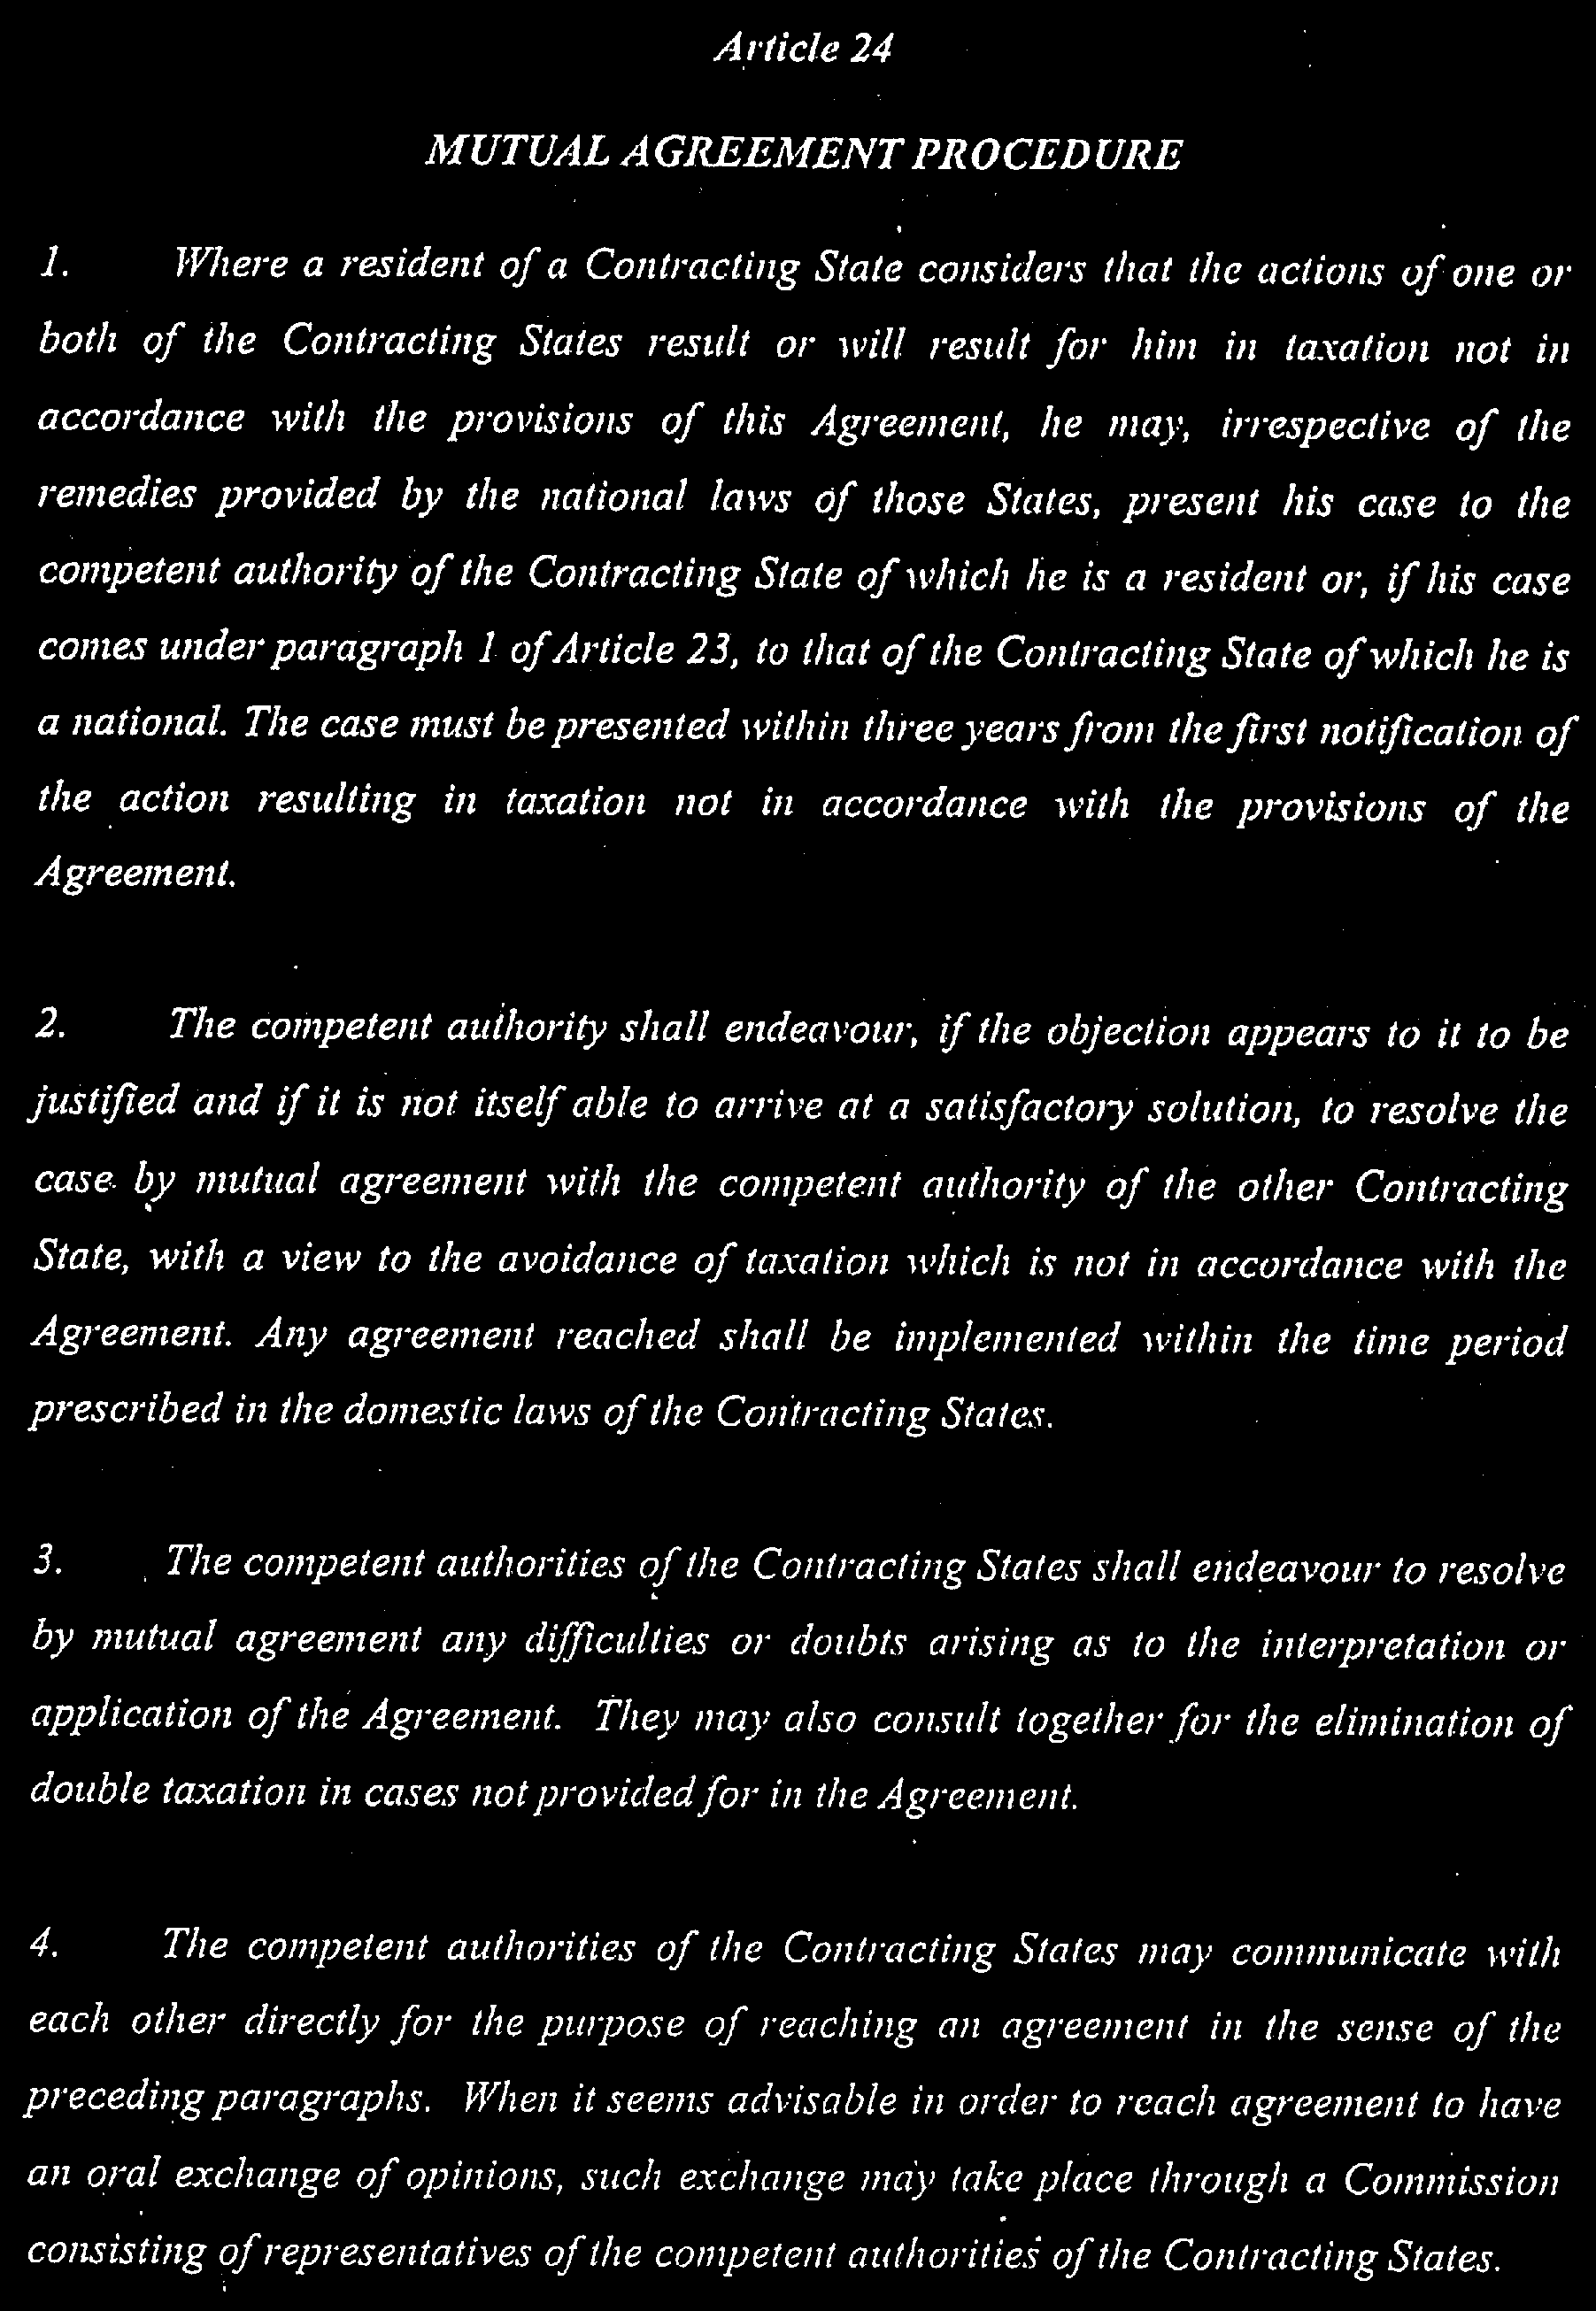 Article 24
MUTUAL AGREEMENT PROCEDURE
1. Where a resident of a Contracting State considers that the actions of one or
both of the Contracting States result or will result for him in taxation not in
accordance with the provisions of this Agreement, he may, irrespective of the
remedies provided by the national laws of those States, present his case to the
competent authority of the Contracting State of which he is a resident or, if his case
comes under paragraph 1 of Article 23, to that of the Contracting State of which he is
a national. The case must be presented within three years from the first notification of
the action resulting in taxation not in accordance with the provisions of the
Agreement.
2. The competent authority shall endeavour, if the objection appears to it to be
justified and if it is not itself able to arrive at a satisfactory solution, to resolve the
case by mutual agreement with the competent authority of the other Contracting
State, with a view to the avoidance of taxation which is not in accordance with the
Agreement. Any agreement reached shall be implemented within the time period
prescribed in the domestic laws of the Contracting States.
3. The competent authorities of the Contracting States shall endeavour to resolve
by mutual agreement any difficulties or doubts arising as to the interpretation or
application of the Agreement. They may also consult together for the elimination of
double taxation in cases not provided for in the Agreement.
4. The competent authorities of the Contracting States may communicate with
each other directly for the purpose of reaching an agreement in the sense of the
preceding paragraphs. When it seems advisable in order to reach agreement to have
an oral exchange of opinions, such exchange may take place through a Commission
consisting of representatives of the competent authorities of the Contracting States.